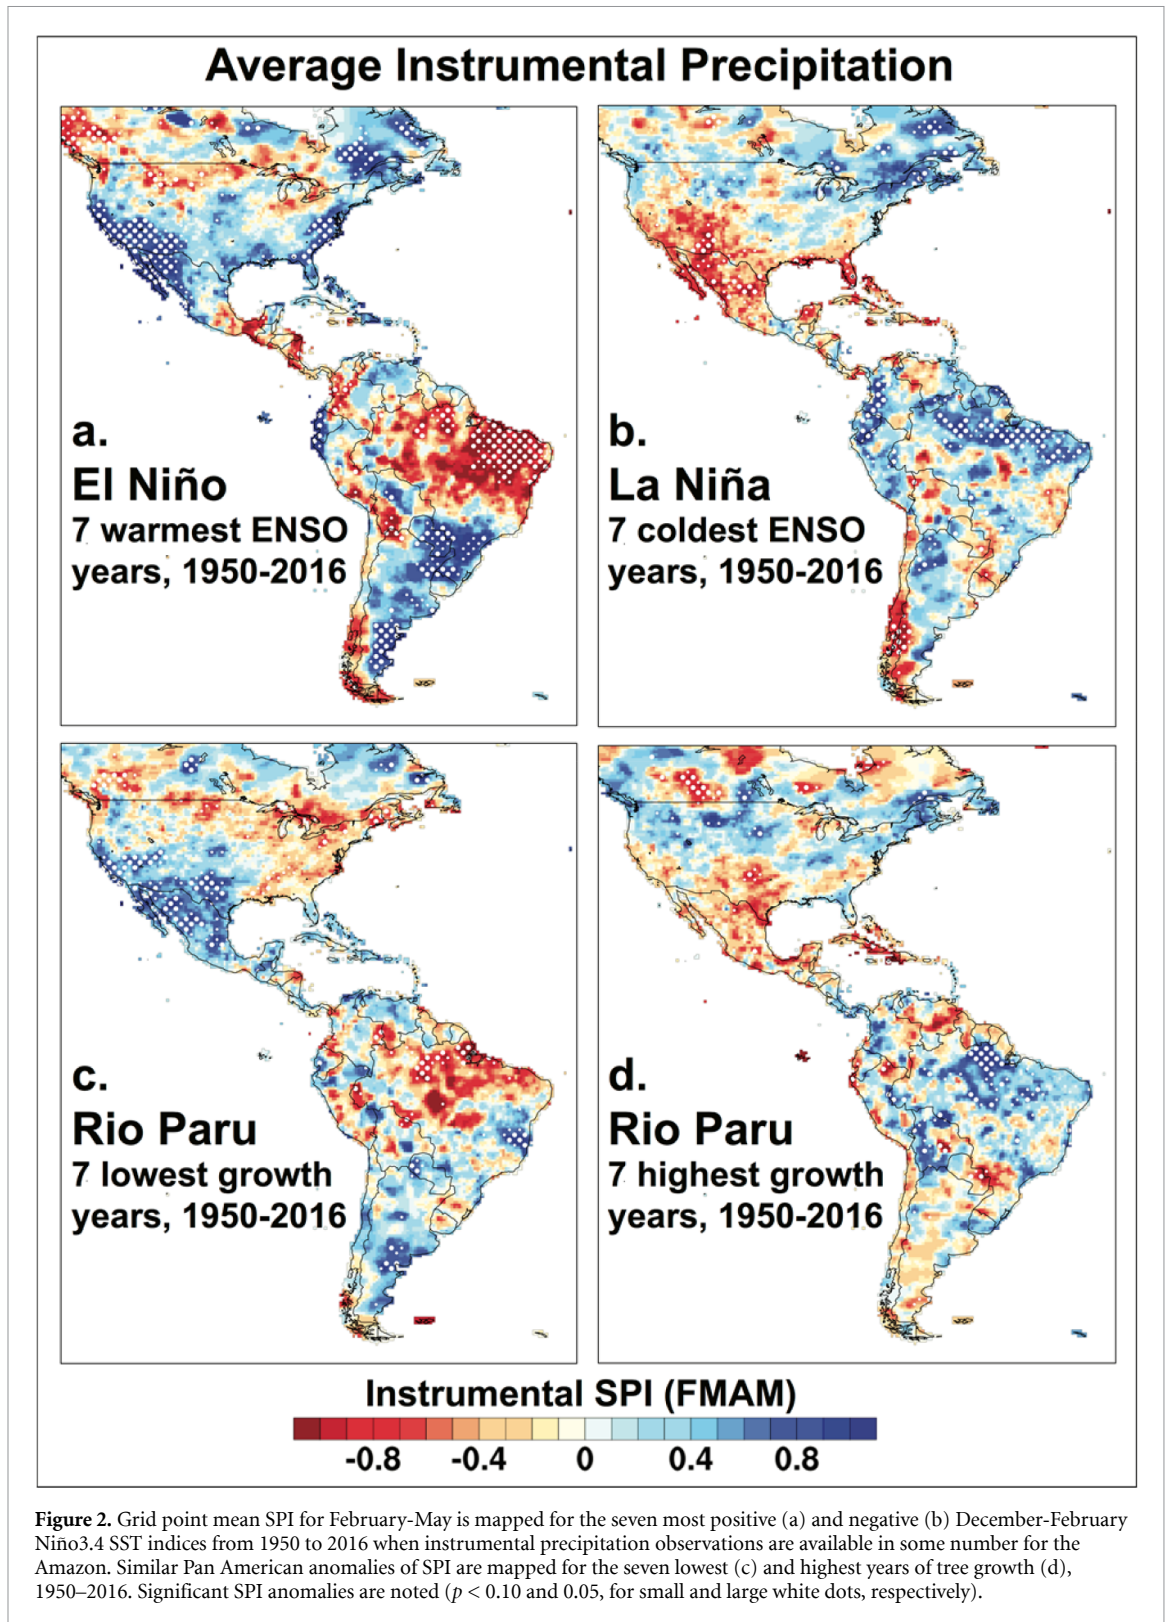 Average Instrumental Precipitation
a.
El Niño
7 warmest ENSO
years, 1950-2016
b.
La Niña
7 coldest ENSO
years, 1950-2016
c.
Rio Paru
7 lowest growth
years, 1950-2016
d.
Rio Paru
7 highest growth
years, 1950-2016
Instrumental SPI (FMAM)
-0.8 -0.4 0 0.4 0.8
Figure 2. Grid point mean SPI for February-May is mapped for the seven most positive (a) and negative (b) December-February
Niño3.4 SST indices from 1950 to 2016 when instrumental precipitation observations are available in some number for the
Amazon. Similar Pan American anomalies of SPI are mapped for the seven lowest (c) and highest years of tree growth (d),
1950–2016. Significant SPI anomalies are noted (p < 0.10 and 0.05, for small and large white dots, respectively).